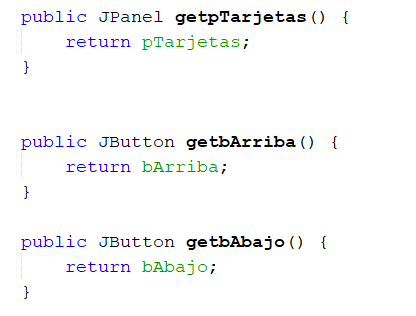 public JPanel getpTarjetas() {
    return pTarjetas;
}
public JButton getbArriba() {
    return bArriba;
}
public JButton getbAbajo() {
    return bAbajo;
}